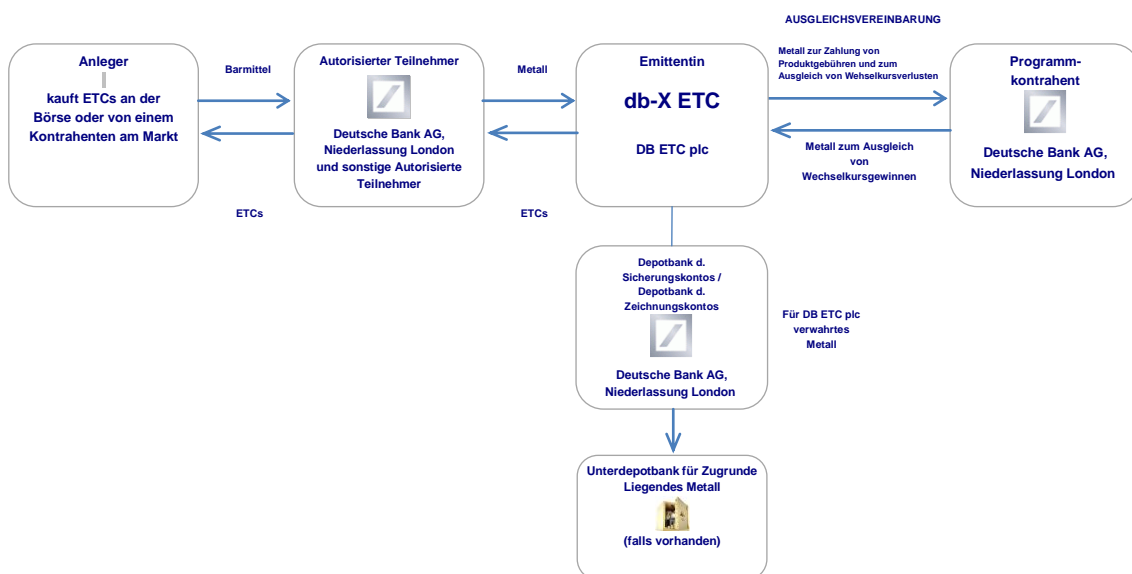 AUSGLEICHSVEREINBARUNG
Anleger
kauft ETCs an der
Börse oder von einem
Kontrahenten am Markt
Barmittel
ETCs
Autorisierter Teilnehmer
Deutsche Bank AG,
Niederlassung London
und sonstige Autorisierte
Teilnehmer
Metall
ETCs
Emittentin
db-X ETC
DB ETC plc
Metall zur Zahlung von
Produktgebühren und zum
Ausgleich von Wehselkursverlusten
Metall zum Ausgleich
von
Wechselkursgewinnen
Programm-
kontrahent
Deutsche Bank AG,
Niederlassung London
Depotbank d.
Sicherungskontos /
Depotbank d.
Zeichnungskontos
Deutsche Bank AG,
Niederlassung London
Für DB ETC plc
verwahrtes
Metall
Unterdepotbank für Zugrunde
Liegendes Metall
(falls vorhanden)